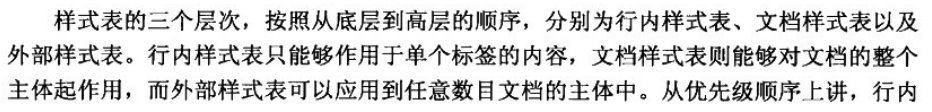 样式表的三个层次，按照从底层到高层的顺序，分别为行内样式表、文档样式表以及
外部样式表。行内样式表只能够作用于单个标签的内容，文档样式表则能够对文档的整个
主体起作用，而外部样式表可以应用到任意数目文档的主体中。从优先级顺序上讲，行内